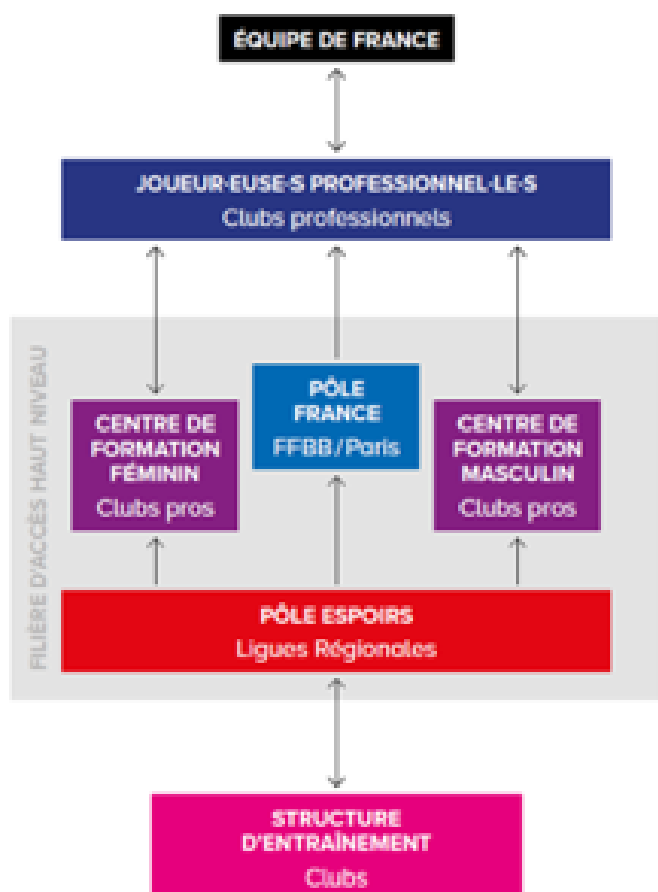 ÉQUIPE DE FRANCE
JOUEUR·EUSE·S PROFESSIONNEL·LE·S
Clubs professionnels
FILIÈRE D'ACCÈS HAUT NIVEAU
PÔLE
FRANCE
FFBB/Paris
CENTRE DE
FORMATION
FÉMININ
Clubs pros
CENTRE DE
FORMATION
MASCULIN
Clubs pros
PÔLE ESPOIRS
Ligues Régionales
STRUCTURE
D'ENTRAÎNEMENT
Clubs